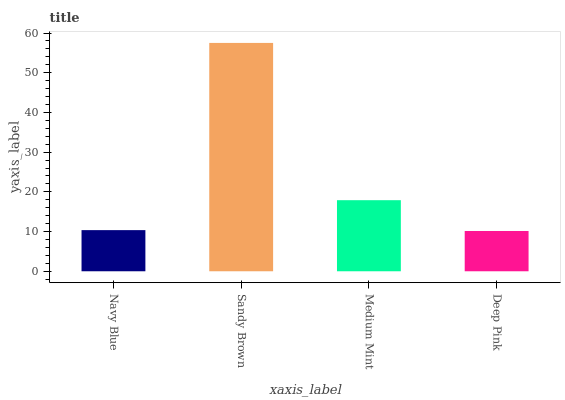 title
60
50
40
30
20
10
0
yaxis_label
Navy Blue
Sandy Brown
Medium Mint
Deep Pink
xaxis_label